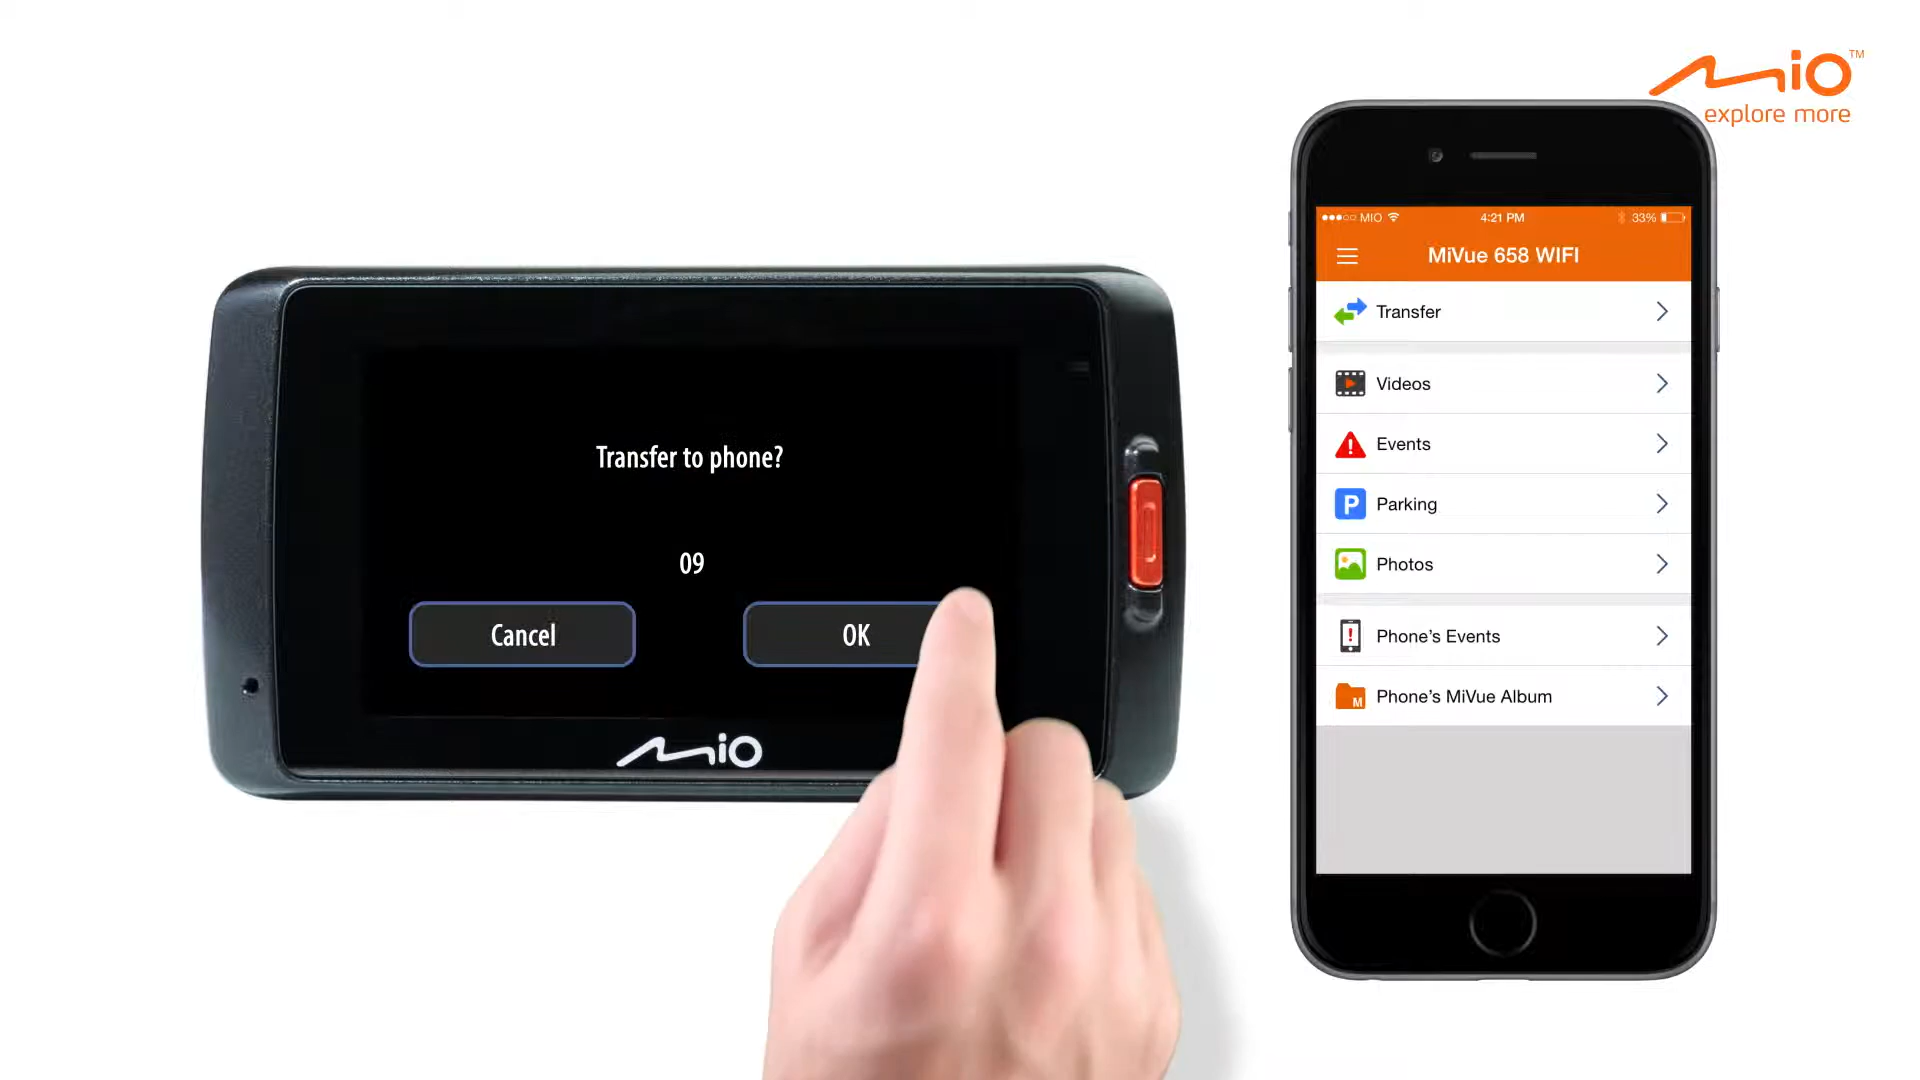 Mio™
explore more
Transfer to phone?
09
Cancel
OK
Mio
MIO
4:21 PM
33%
MiVue 658 WIFI
Transfer
Videos
Events
P Parking
Photos
! Phone's Events
M Phone's MiVue Album